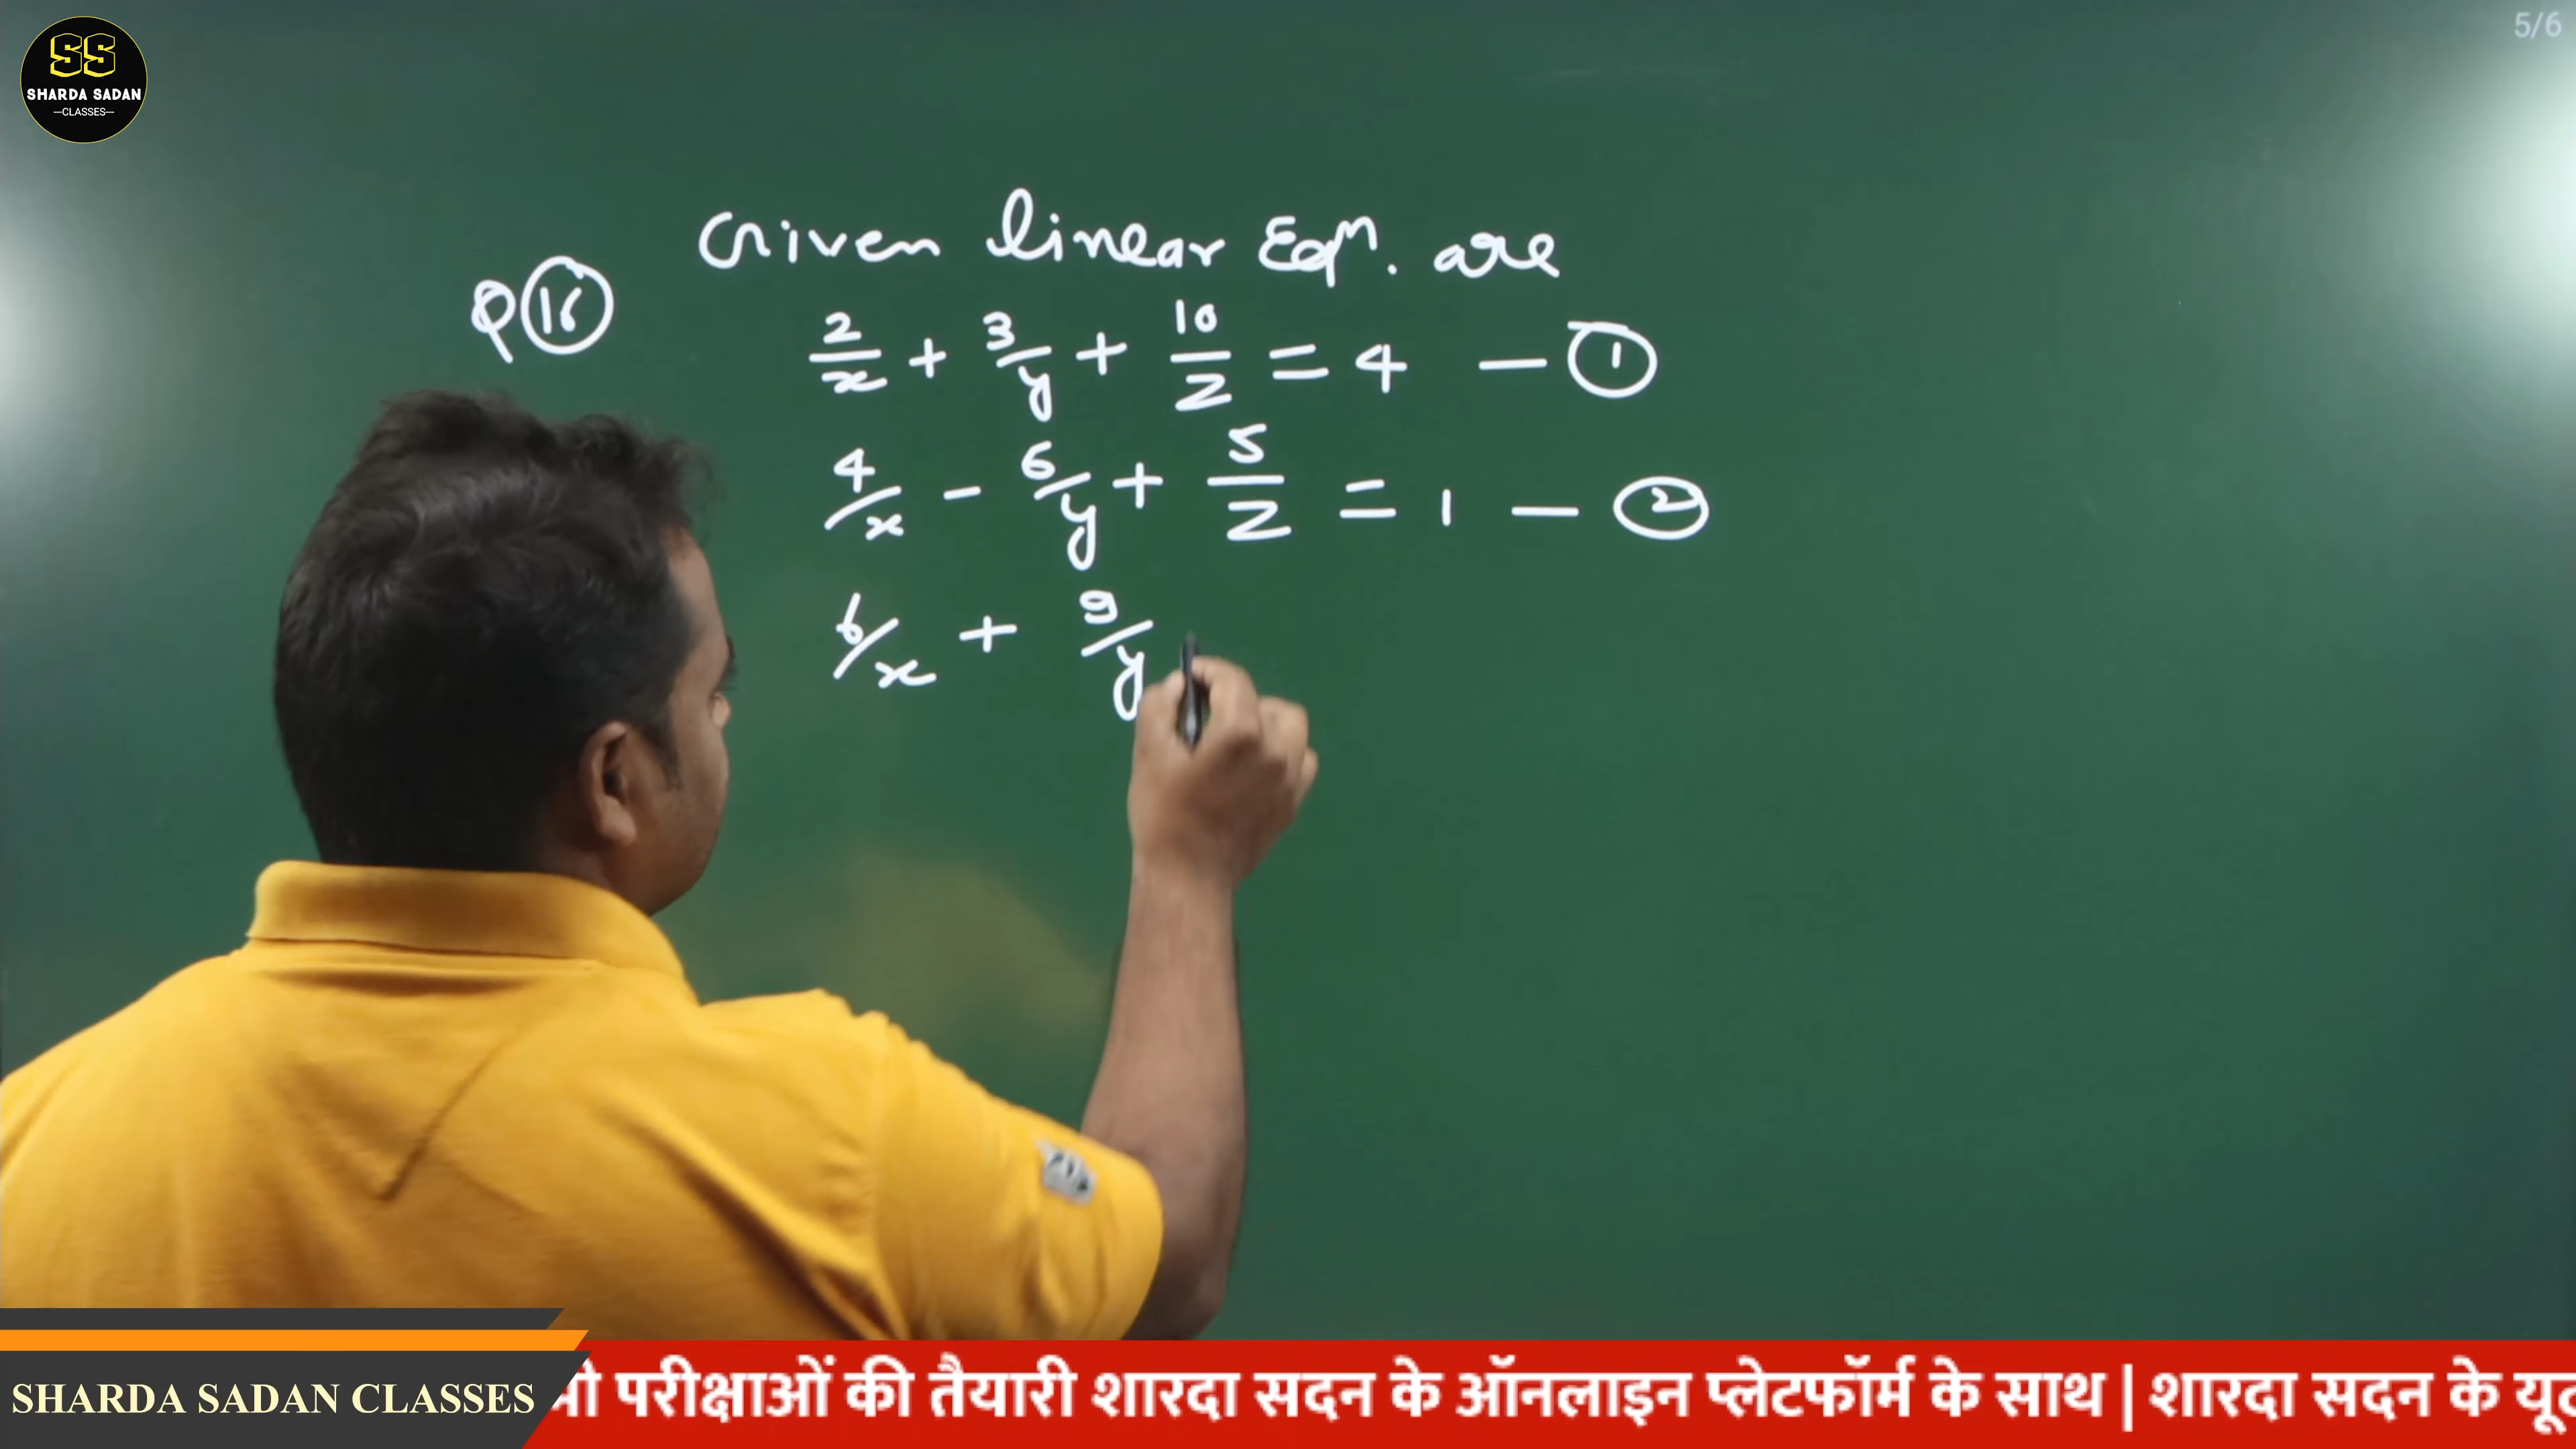 SS
SHARDA SADAN
—CLASSES—
5/6
Given linear Eqn. are
Q 16
2/x + 3/y + 10/z = 4 — 1
4/x - 6/y + 5/z = 1 — 2
6/x + 9/y
SHARDA SADAN CLASSES
परीक्षाओं की तैयारी शारदा सदन के ऑनलाइन प्लेटफॉर्म के साथ | शारदा सदन के